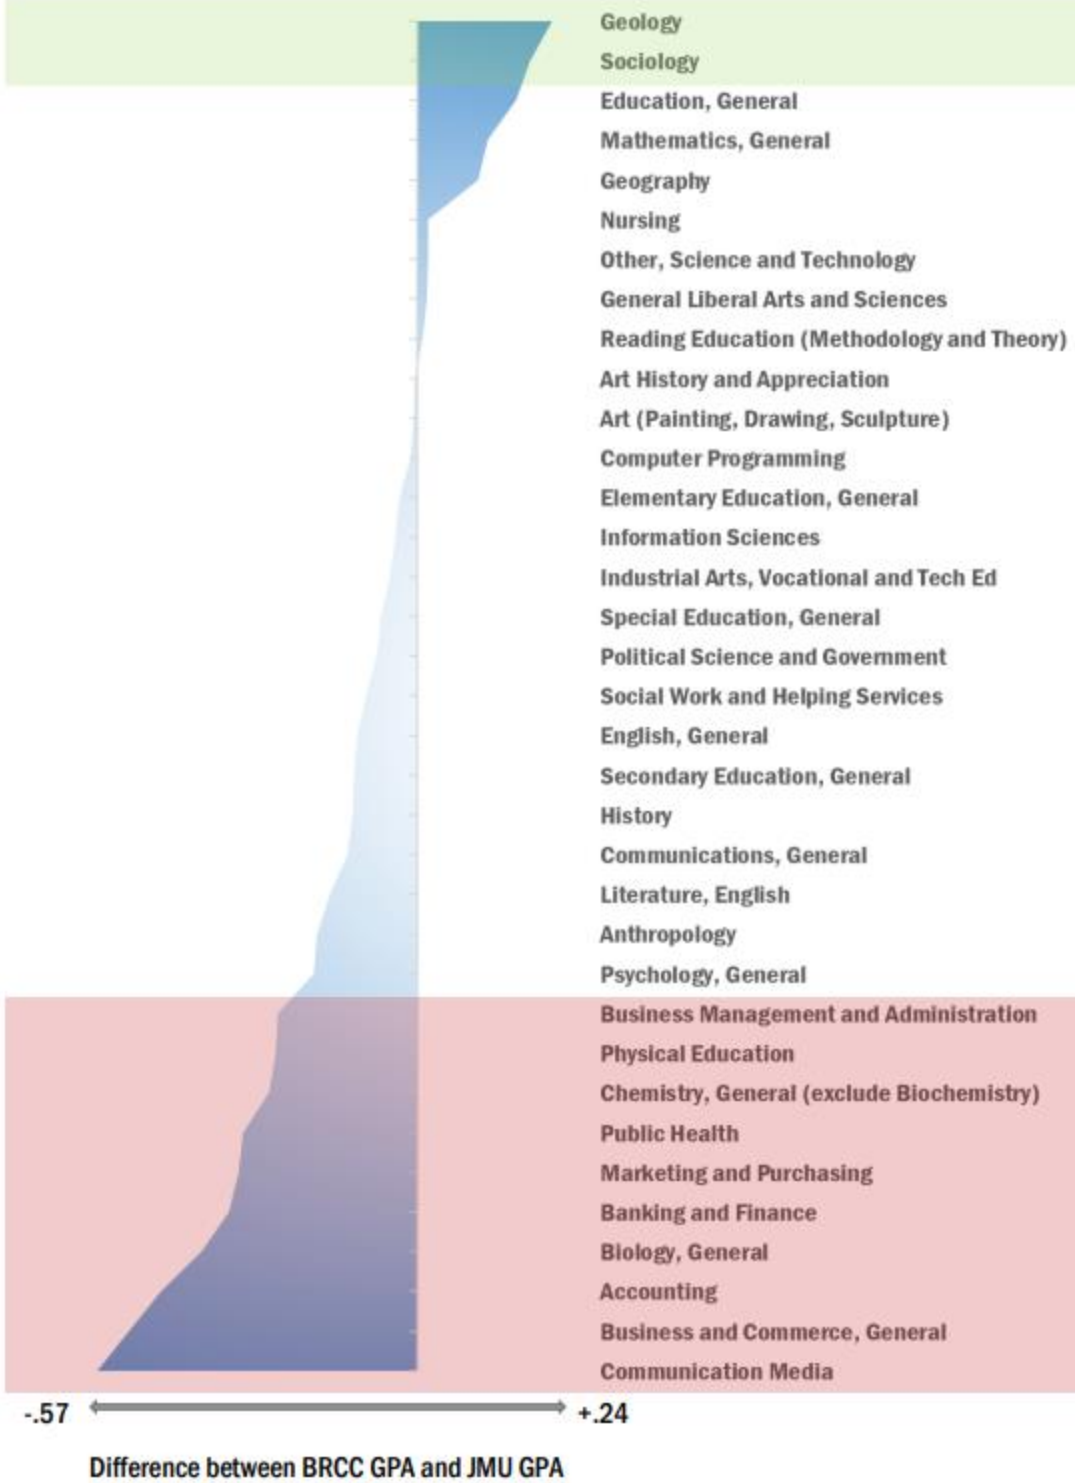 Geology
Sociology
Education, General
Mathematics, General
Geography
Nursing
Other, Science and Technology
General Liberal Arts and Sciences
Reading Education (Methodology and Theory)
Art History and Appreciation
Art (Painting, Drawing, Sculpture)
Computer Programming
Elementary Education, General
Information Sciences
Industrial Arts, Vocational and Tech Ed
Special Education, General
Political Science and Government
Social Work and Helping Services
English, General
Secondary Education, General
History
Communications, General
Literature, English
Anthropology
Psychology, General
Business Management and Administration
Physical Education
Chemistry, General (exclude Biochemistry)
Public Health
Marketing and Purchasing
Banking and Finance
Biology, General
Accounting
Business and Commerce, General
Communication Media
-.57 +.24
Difference between BRCC GPA and JMU GPA